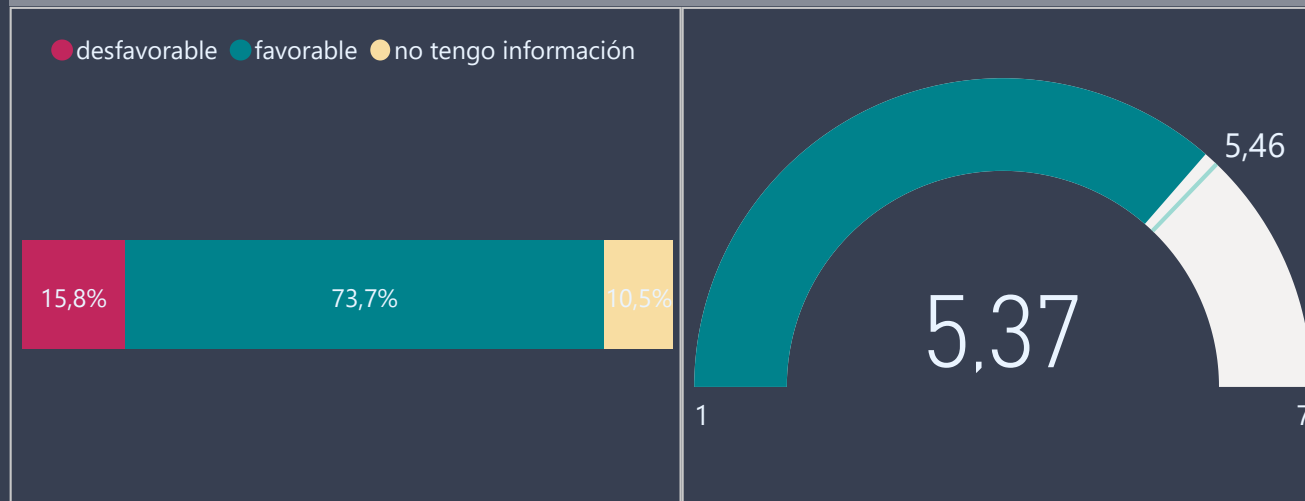 desfavorable favorable no tengo información
15,8% 73,7% 10,5%
5,46
5,37
1 7